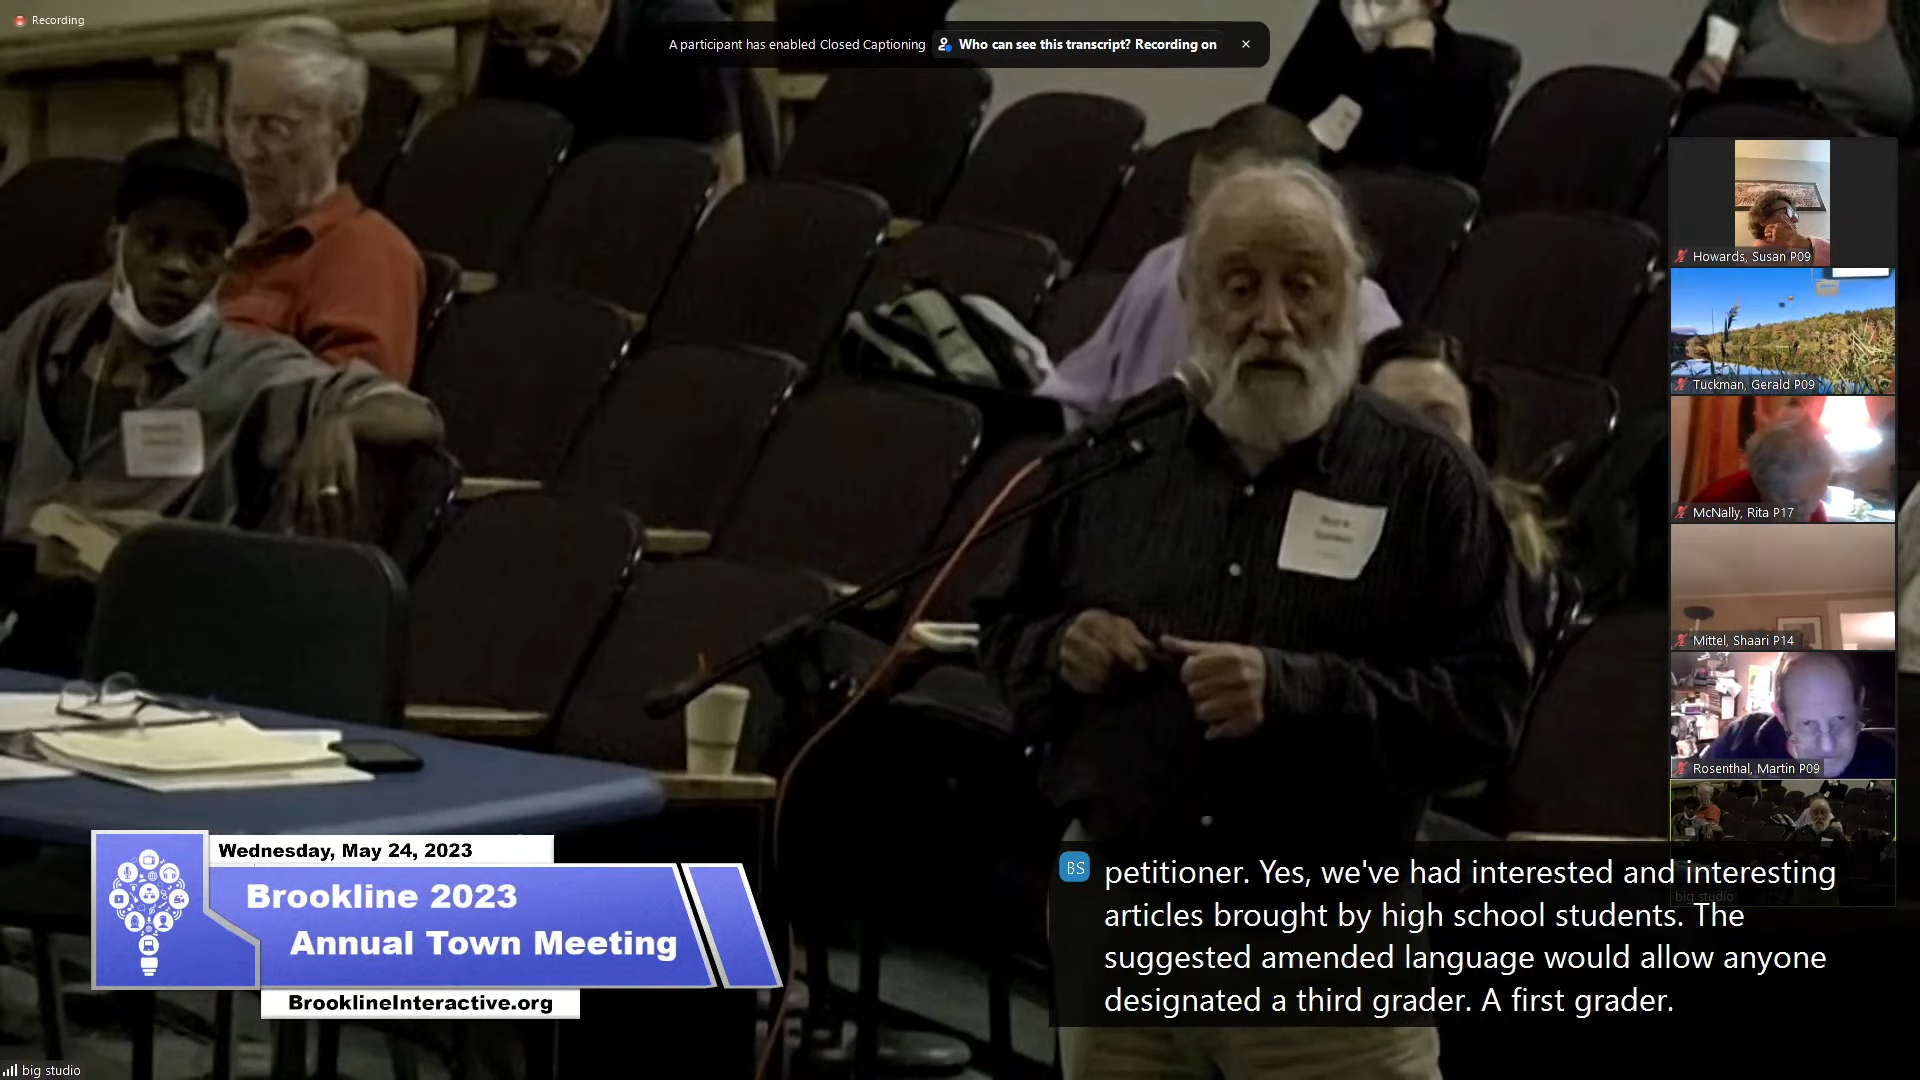 Recording
A participant has enabled Closed Captioning
Who can see this transcript? Recording on
Howards, Susan P09
Tuckman, Gerald P09
McNally, Rita P17
Mittel, Shaari P14
Rosenthal, Martin P09
big studio
Wednesday, May 24, 2023
Brookline 2023
Annual Town Meeting
BrooklineInteractive.org
BS
petitioner. Yes, we've had interested and interesting
articles brought by high school students. The
suggested amended language would allow anyone
designated a third grader. A first grader.
big studio